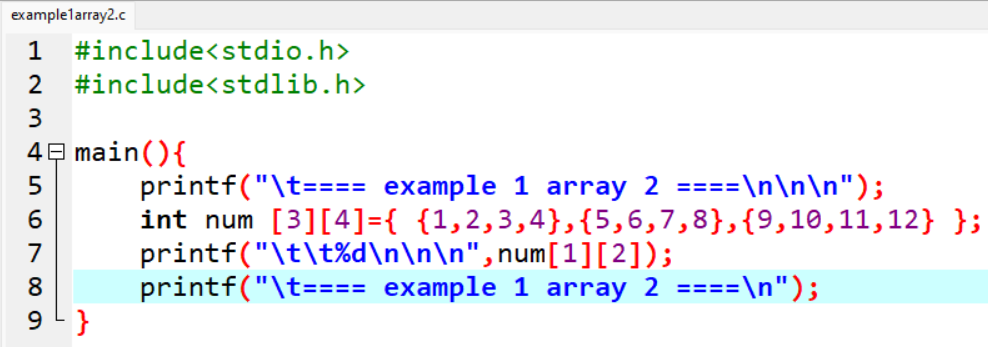 example1array2.c
1 #include<stdio.h>
2 #include<stdlib.h>
3
4 main(){
5 printf("\t==== example 1 array 2 ====\n\n\n");
6 int num [3][4]={ {1,2,3,4},{5,6,7,8},{9,10,11,12} };
7 printf("\t\t%d\n\n\n",num[1][2]);
8 printf("\t==== example 1 array 2 ====\n");
9 }